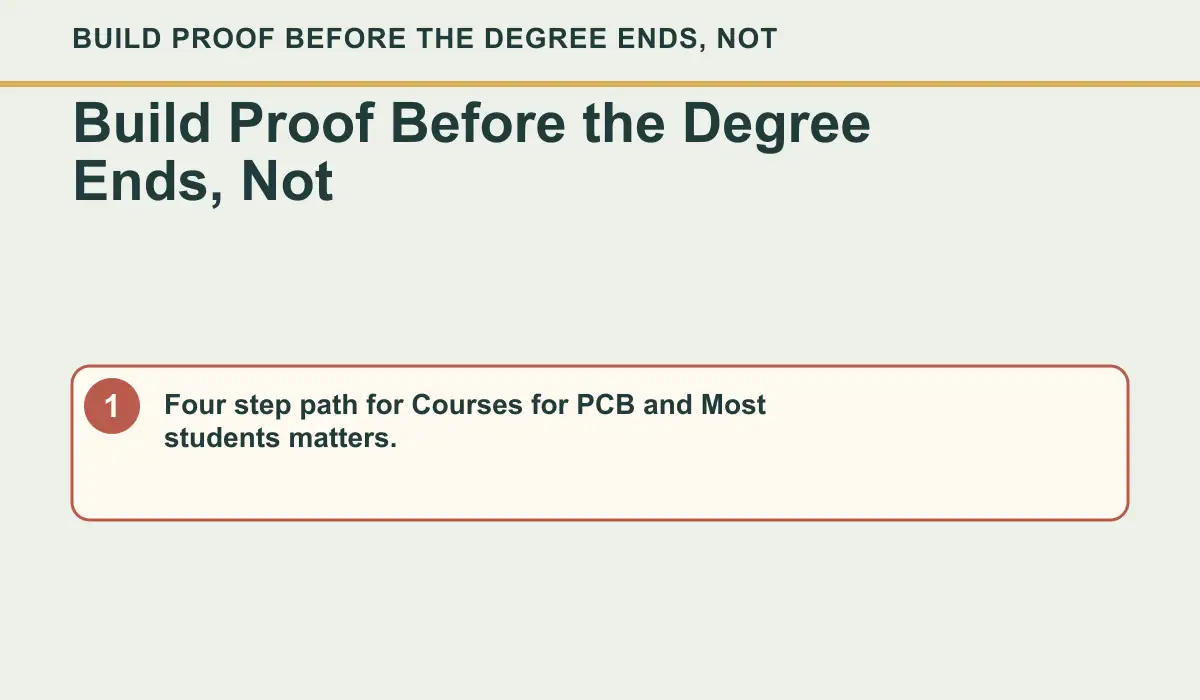 BUILD PROOF BEFORE THE DEGREE ENDS, NOT
Build Proof Before the Degree
Ends, Not
1
Four step path for Courses for PCB and Most
students matters.